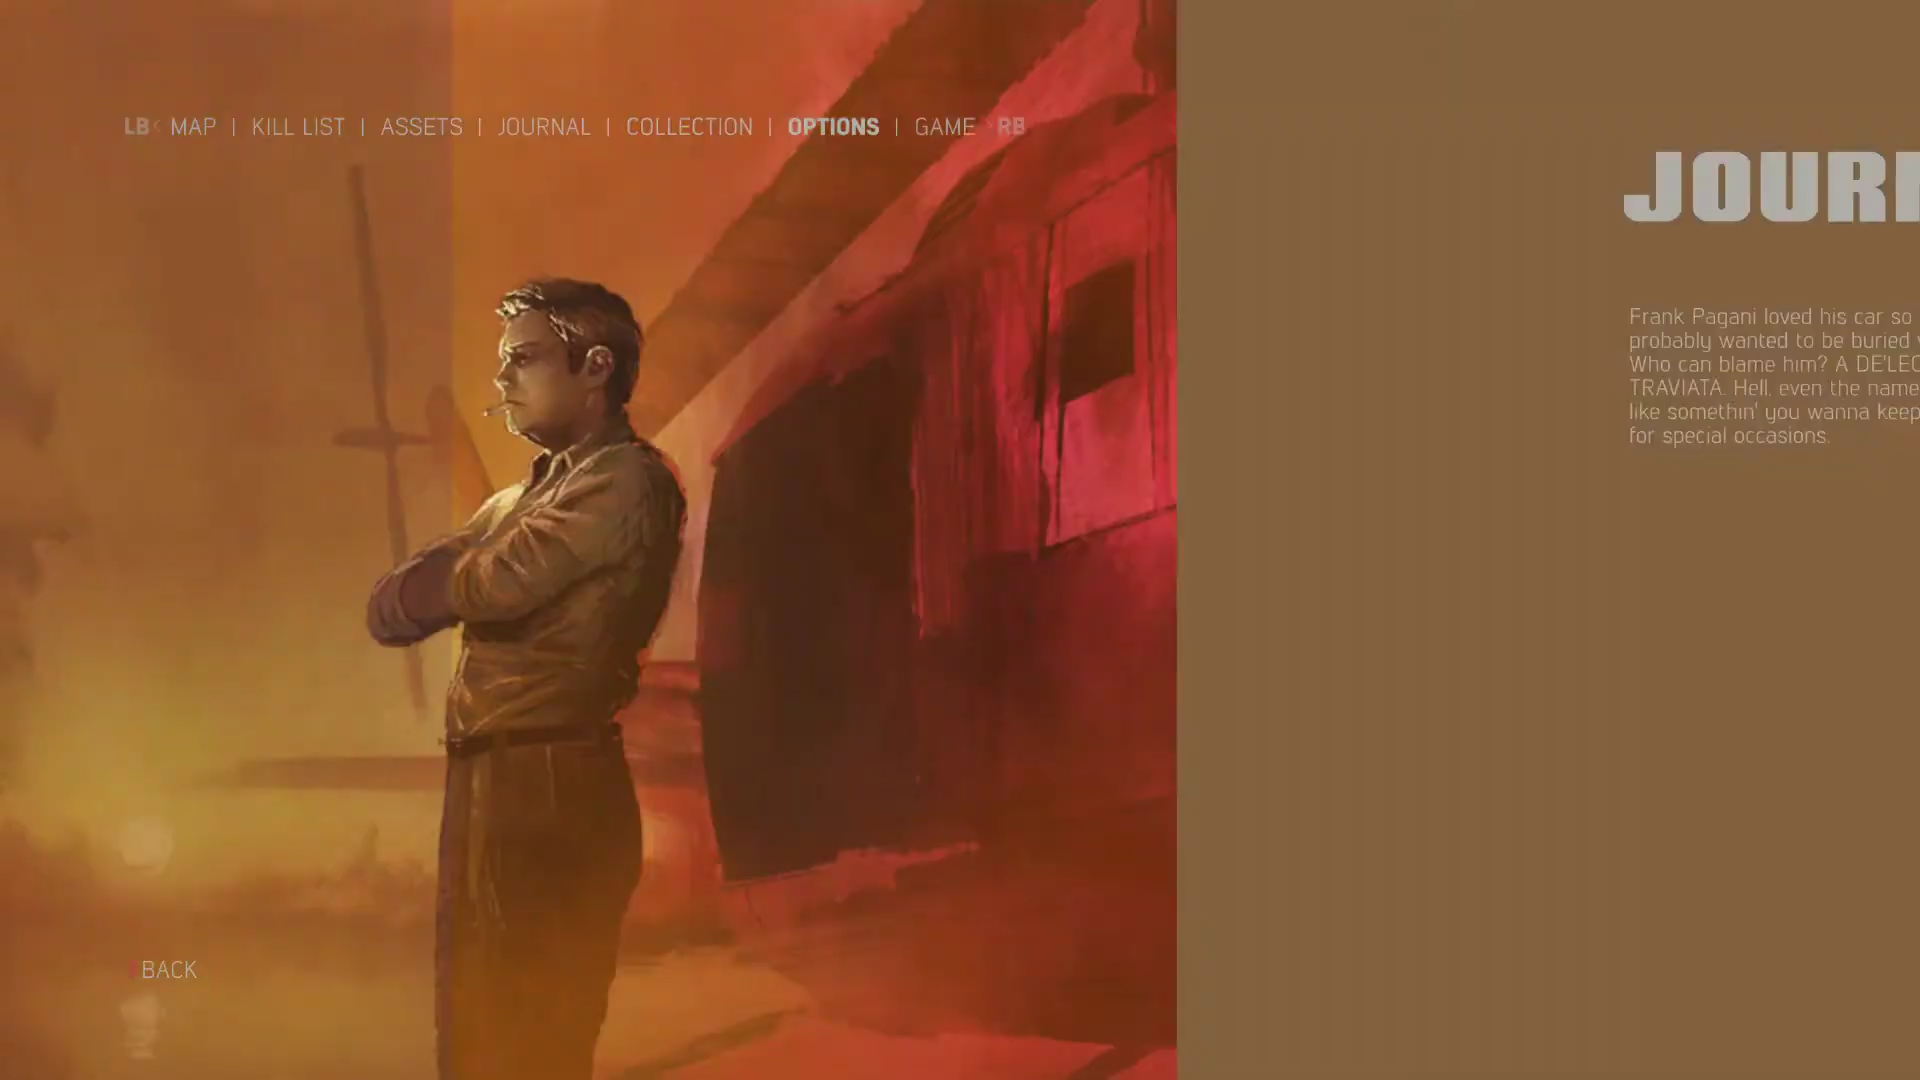 LB MAP | KILL LIST | ASSETS | JOURNAL | COLLECTION | OPTIONS | GAME RB
JOUR
Frank Pagani loved his car so
probably wanted to be buried
Who can blame him? A DE'LEO
TRAVIATA. Hell, even the name
like somethin' you wanna keep
for special occasions.
BACK